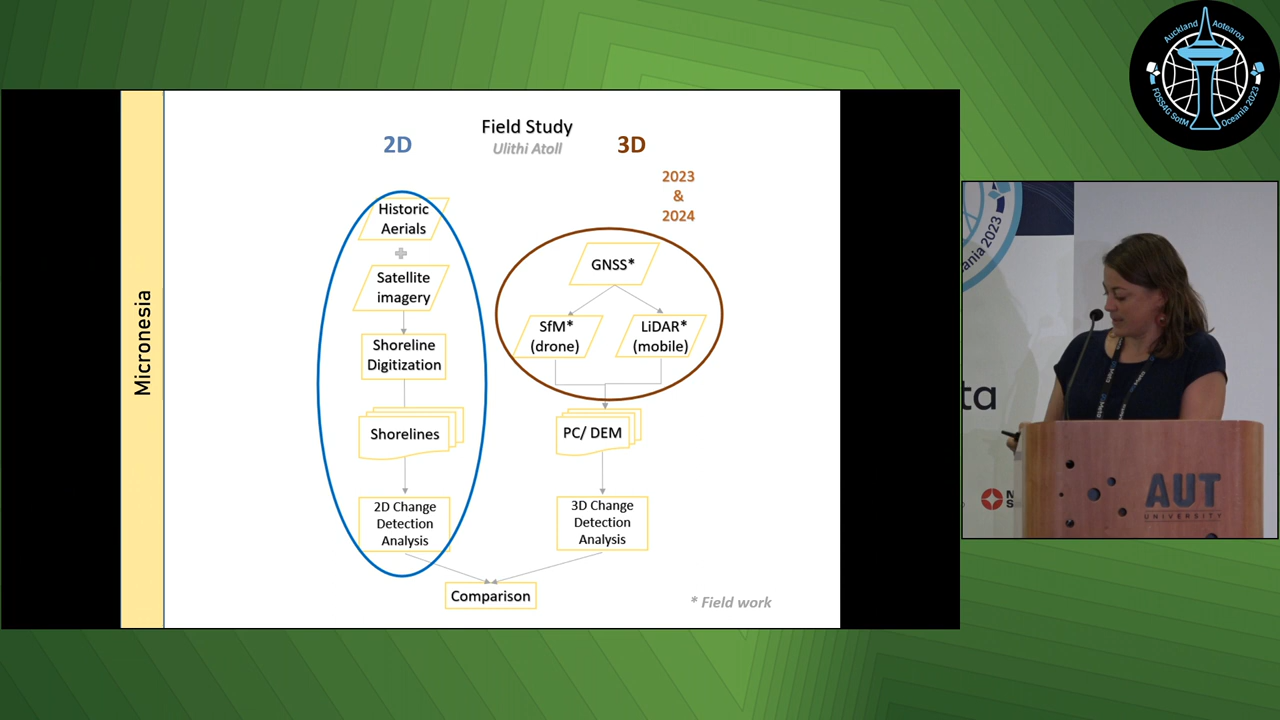 Micronesia
Field Study
Ulithi Atoll
2D
3D
2023
&
2024
Historic
Aerials
Satellite
imagery
Shoreline
Digitization
Shorelines
2D Change
Detection
Analysis
GNSS*
SfM*
(drone)
LiDAR*
(mobile)
PC/ DEM
3D Change
Detection
Analysis
Comparison
* Field work
Auckland Aotearoa
FOSS4G SotM Oceania 2023
ania 2023
ta
AUT
UNIVERSITY